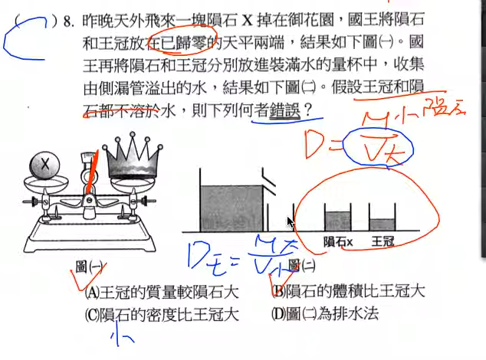 ( )8. 昨晚天外飛來一塊隕石X掉在御花園，國王將隕石
和王冠放在已歸零的天平兩端，結果如下圖㈠。國
王再將隕石和王冠分別放進裝滿水的量杯中，收集
由側漏管溢出的水，結果如下圖㈡。假設王冠和隕
石都不溶於水，則下列何者錯誤？
D=M小/V大 隕石
X
隕石x 王冠
D王=M大/V小
圖㈠ 圖㈡
(A)王冠的質量較隕石大 (B)隕石的體積比王冠大
(C)隕石的密度比王冠大 (D)圖㈡為排水法
小